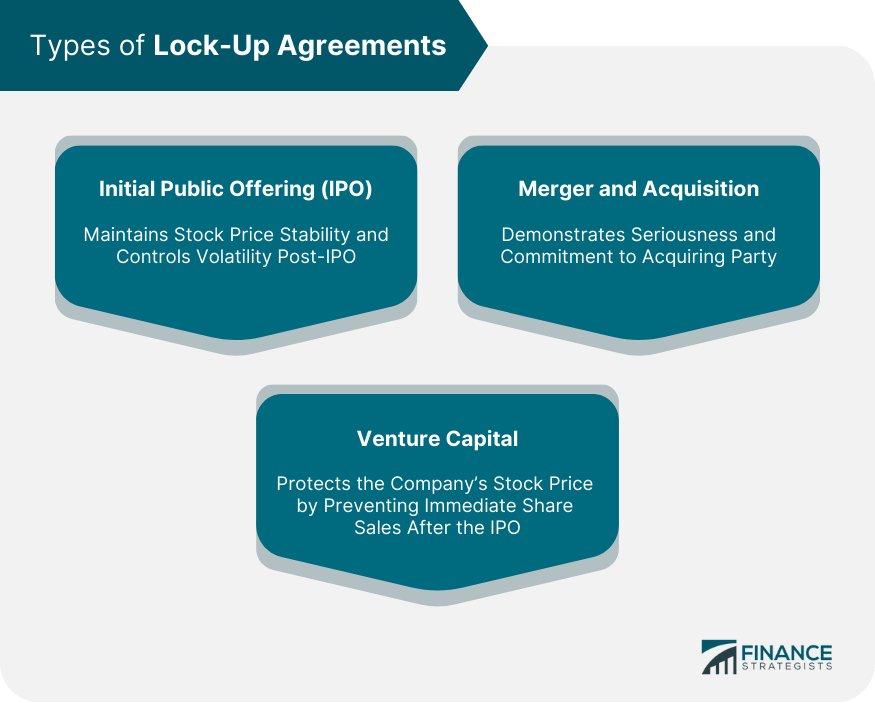 Types of Lock-Up Agreements
Initial Public Offering (IPO)
Maintains Stock Price Stability and
Controls Volatility Post-IPO
Merger and Acquisition
Demonstrates Seriousness and
Commitment to Acquiring Party
Venture Capital
Protects the Company’s Stock Price
by Preventing Immediate Share
Sales After the IPO
FINANCE
STRATEGISTS